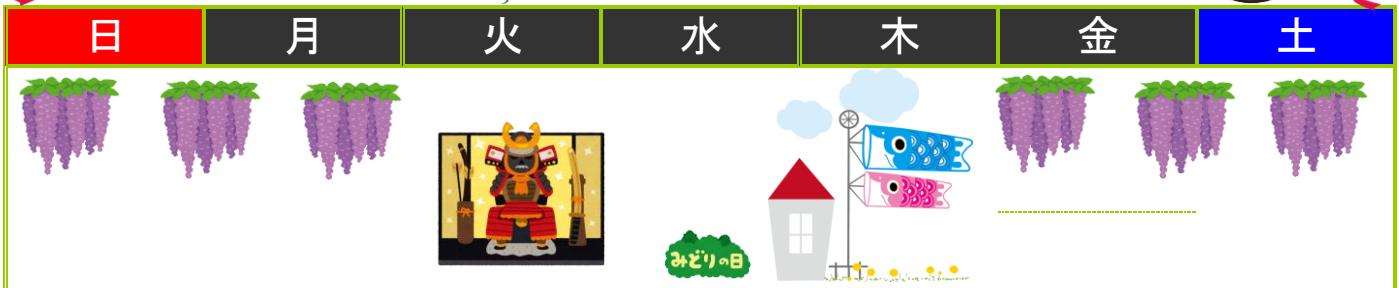 日 月 火 水 木 金 土
みどりの日